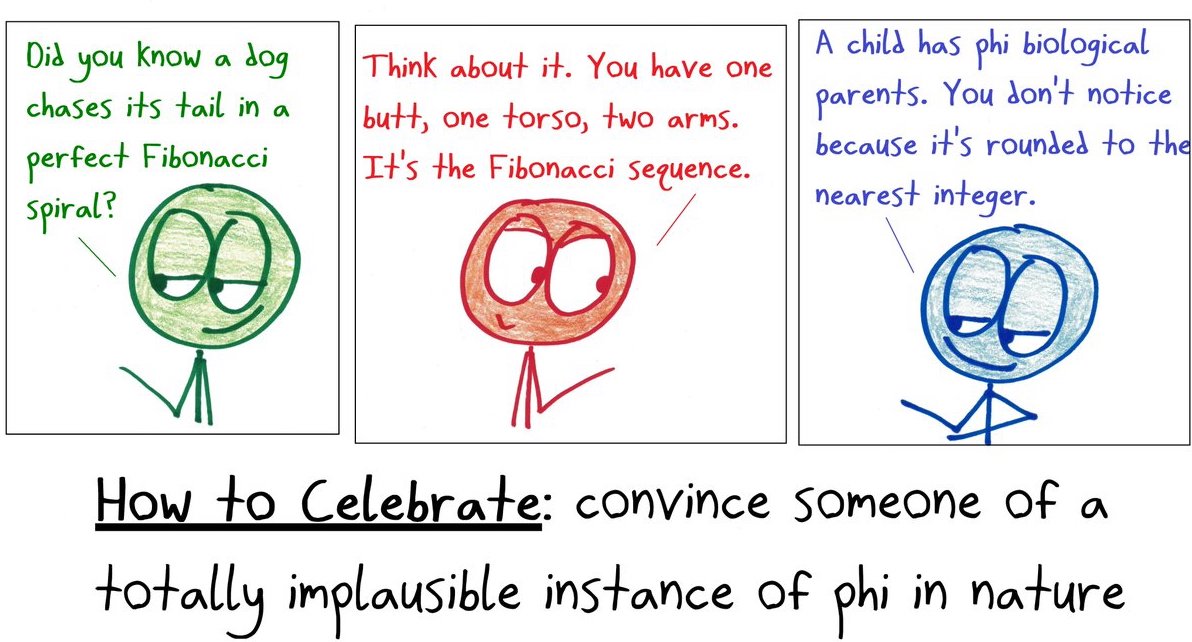 Did you know a dog
chases its tail in a
perfect Fibonacci
spiral?
Think about it. You have one
butt, one torso, two arms.
It's the Fibonacci sequence.
A child has phi biological
parents. You don't notice
because it's rounded to the
nearest integer.
How to Celebrate: convince someone of a
totally implausible instance of phi in nature